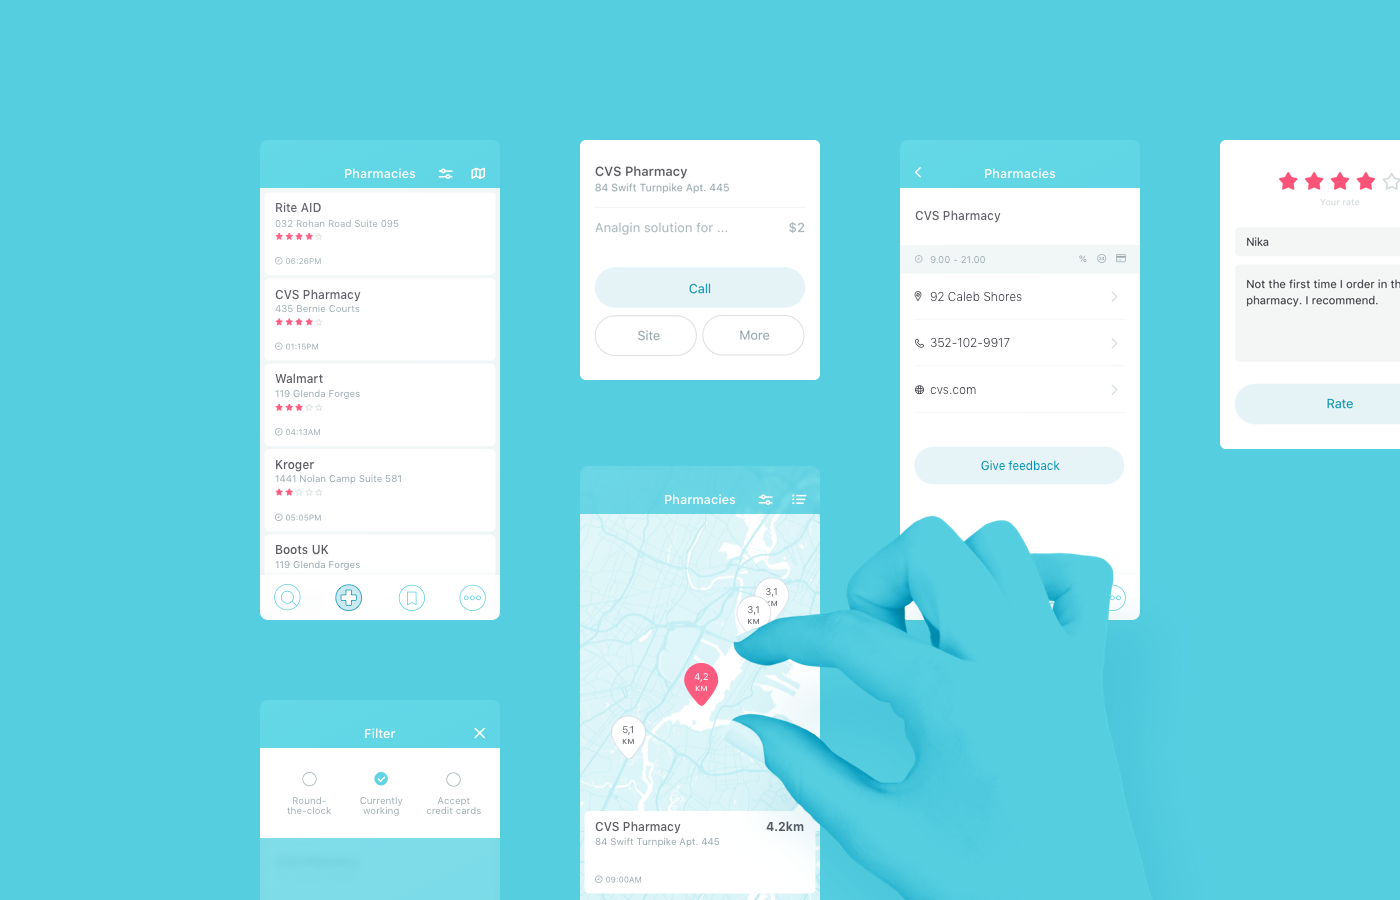 Pharmacies
Rite AID
032 Rohan Road Suite 095
06:26PM
CVS Pharmacy
435 Bernie Courts
01:15PM
Walmart
119 Glenda Forges
04:13AM
Kroger
1441 Nolan Camp Suite 581
05:05PM
Boots UK
119 Glenda Forges
Filter
Round-
the-clock
Currently
working
Accept
credit cards
CVS Pharmacy
84 Swift Turnpike Apt. 445
Analgin solution for ... $2
Call
Site More
Pharmacies
3,1
KM
3,1
KM
4,2
KM
5,1
KM
CVS Pharmacy 4.2km
84 Swift Turnpike Apt. 445
09:00AM
Pharmacies
CVS Pharmacy
9.00 - 21.00 %
24
92 Caleb Shores
352-102-9917
cvs.com
Give feedback
Your rate
Nika
Not the first time I order in th
pharmacy. I recommend.
Rate